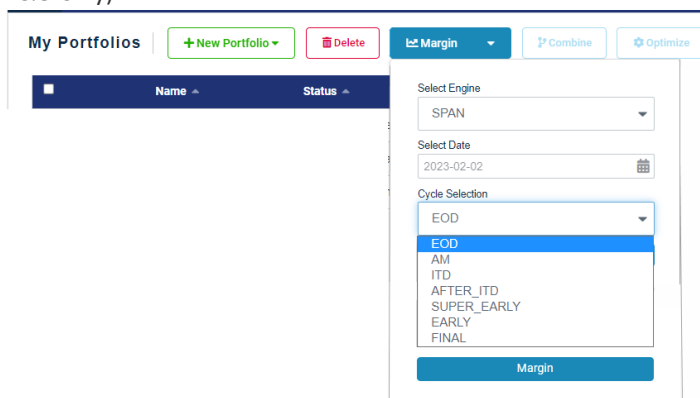 My Portfolios
+ New Portfolio
Delete
Margin
Combine
Optimize
Name
Status
Select Engine
SPAN
Select Date
2023-02-02
Cycle Selection
EOD
EOD
AM
ITD
AFTER_ITD
SUPER_EARLY
EARLY
FINAL
Margin